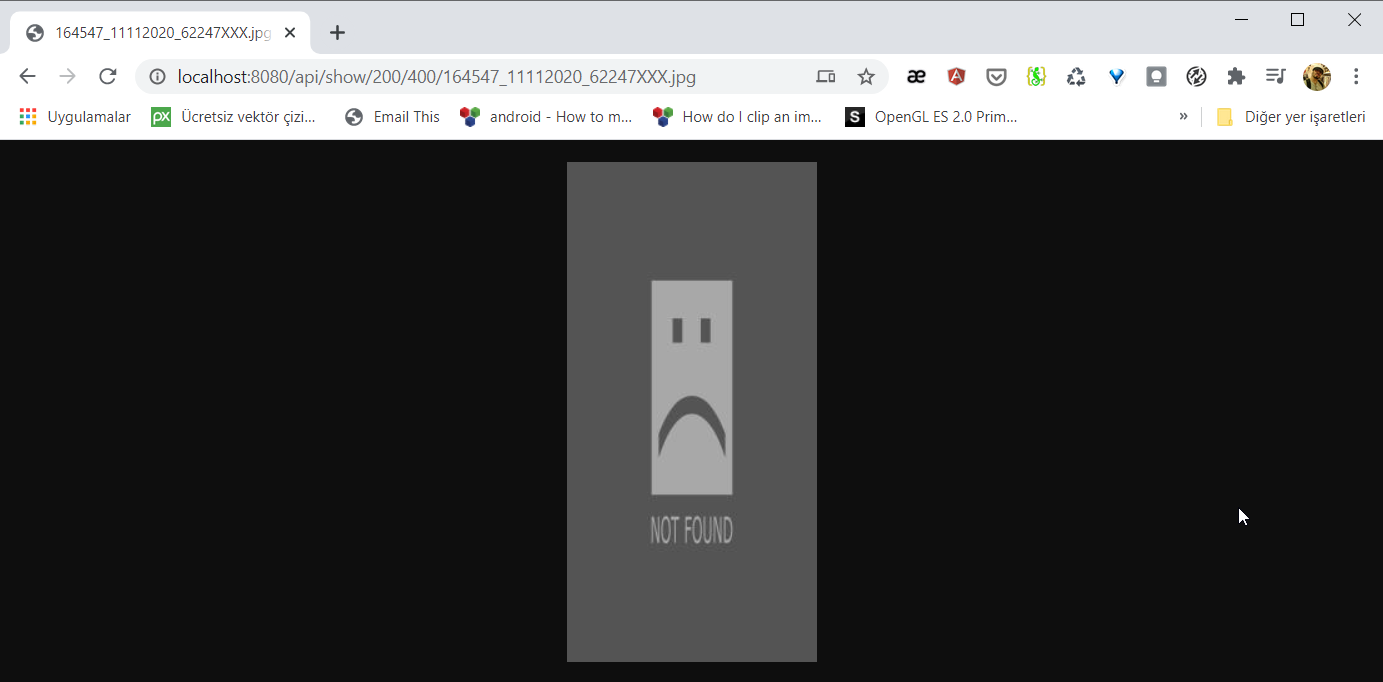 164547_11112020_62247XXX.jpg
localhost:8080/api/show/200/400/164547_11112020_62247XXX.jpg
Uygulamalar
px
Ücretsiz vektör çizi...
Email This
android - How to m...
How do I clip an im...
S
OpenGL ES 2.0 Prim...
»
Diğer yer işaretleri
NOT FOUND